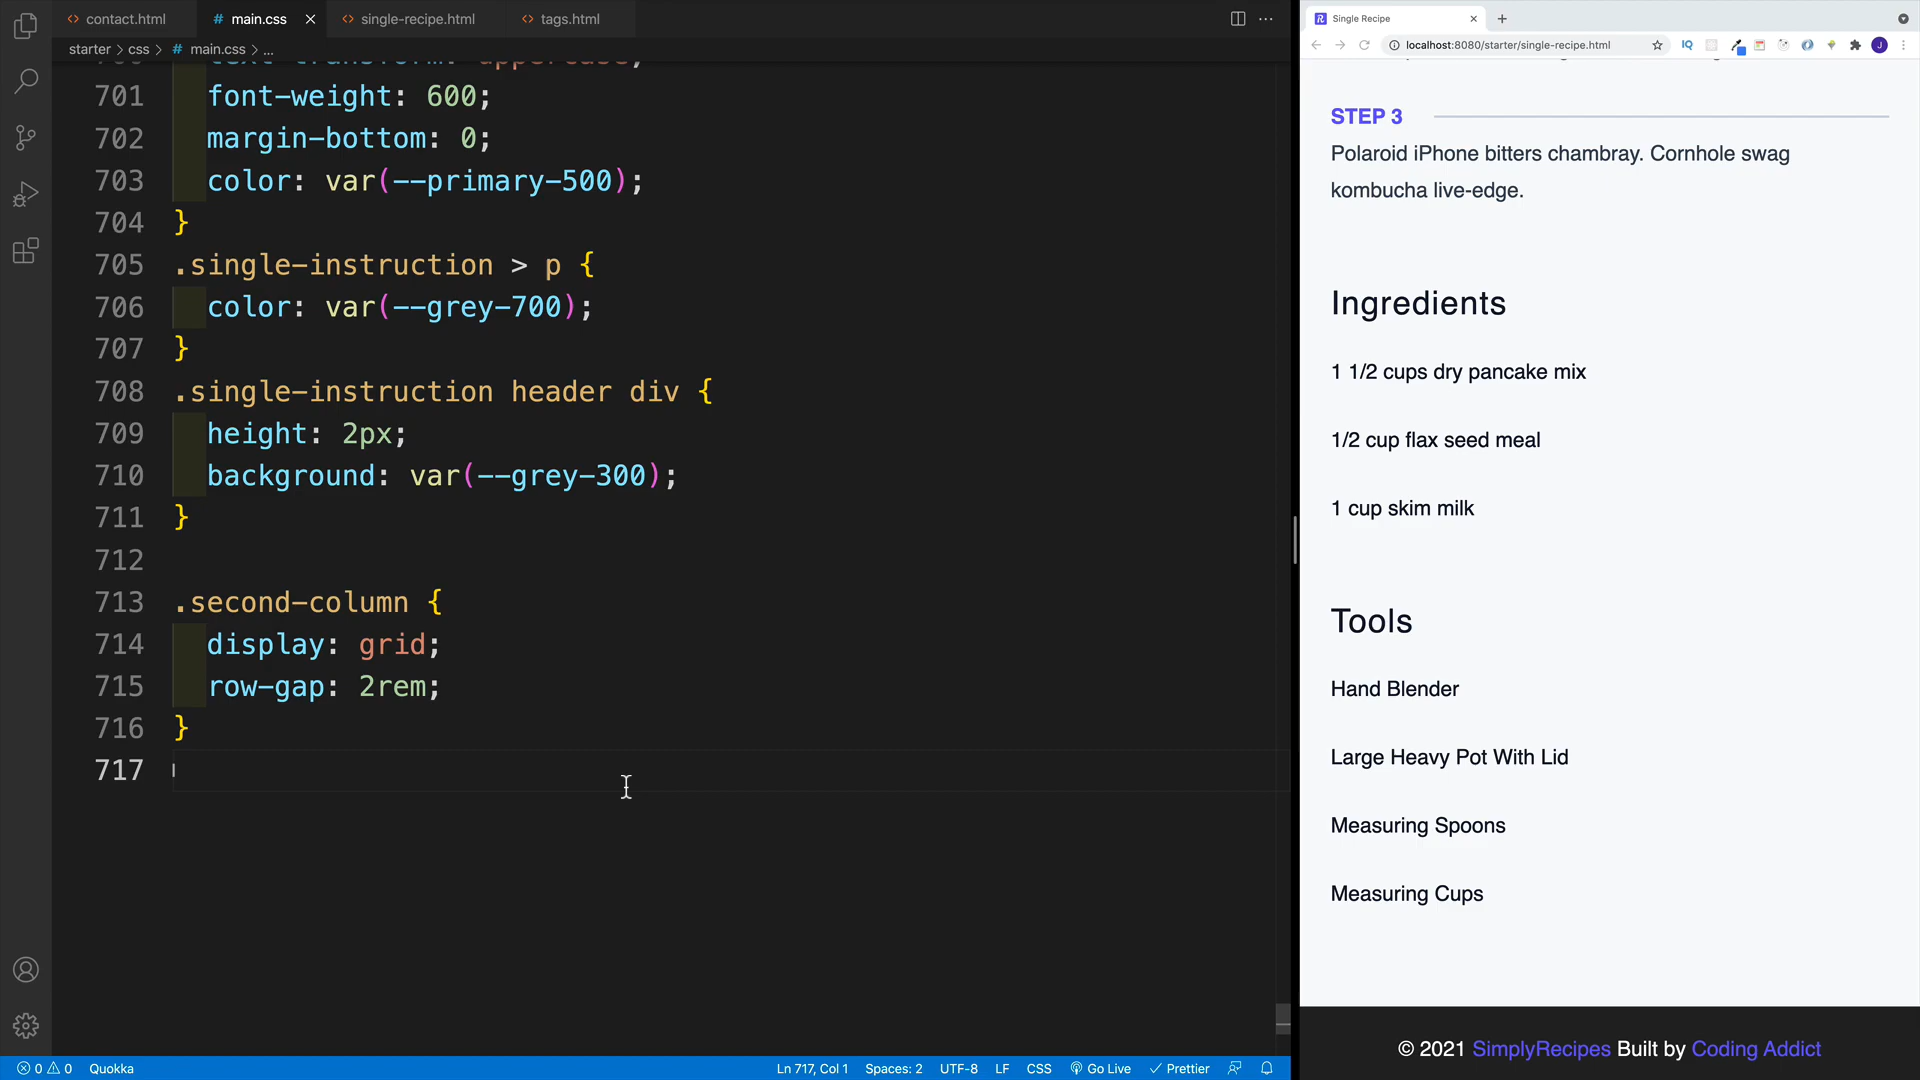 contact.html
main.css
single-recipe.html
tags.html
starter > css > # main.css > ...
701 font-weight: 600;
702 margin-bottom: 0;
703 color: var(--primary-500);
704 }
705 .single-instruction > p {
706 color: var(--grey-700);
707 }
708 .single-instruction header div {
709 height: 2px;
710 background: var(--grey-300);
711 }
712
713 .second-column {
714 display: grid;
715 row-gap: 2rem;
716 }
717
0 0 Quokka
Ln 717, Col 1 Spaces: 2 UTF-8 LF CSS Go Live Prettier
Single Recipe
localhost:8080/starter/single-recipe.html
STEP 3
Polaroid iPhone bitters chambray. Cornhole swag
kombucha live-edge.
Ingredients
1 1/2 cups dry pancake mix
1/2 cup flax seed meal
1 cup skim milk
Tools
Hand Blender
Large Heavy Pot With Lid
Measuring Spoons
Measuring Cups
© 2021 SimplyRecipes Built by Coding Addict